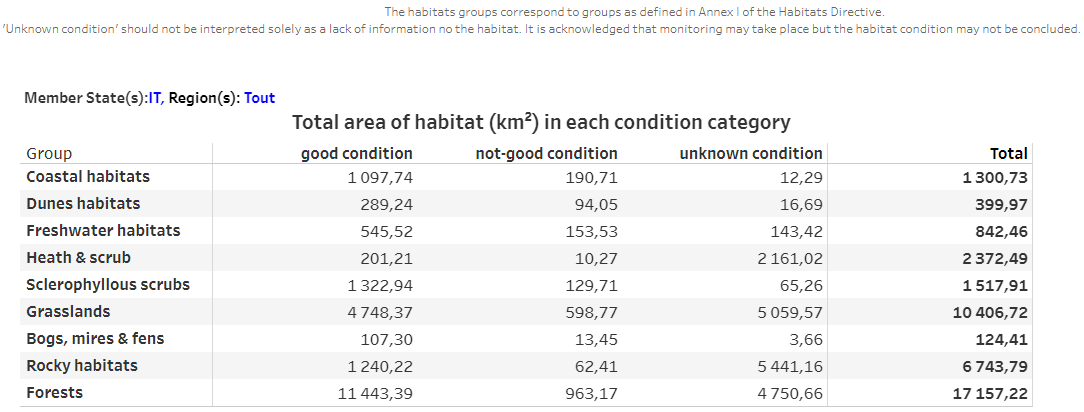 The habitats groups correspond to groups as defined in Annex I of the Habitats Directive.
'Unknown condition' should not be interpreted solely as a lack of information no the habitat. It is acknowledged that monitoring may take place but the habitat condition may not be concluded.
Member State(s):IT, Region(s): Tout
Total area of habitat (km²) in each condition category
Group good condition not-good condition unknown condition Total
Coastal habitats 1 097,74 190,71 12,29 1 300,73
Dunes habitats 289,24 94,05 16,69 399,97
Freshwater habitats 545,52 153,53 143,42 842,46
Heath & scrub 201,21 10,27 2 161,02 2 372,49
Sclerophyllous scrubs 1 322,94 129,71 65,26 1 517,91
Grasslands 4 748,37 598,77 5 059,57 10 406,72
Bogs, mires & fens 107,30 13,45 3,66 124,41
Rocky habitats 1 240,22 62,41 5 441,16 6 743,79
Forests 11 443,39 963,17 4 750,66 17 157,22